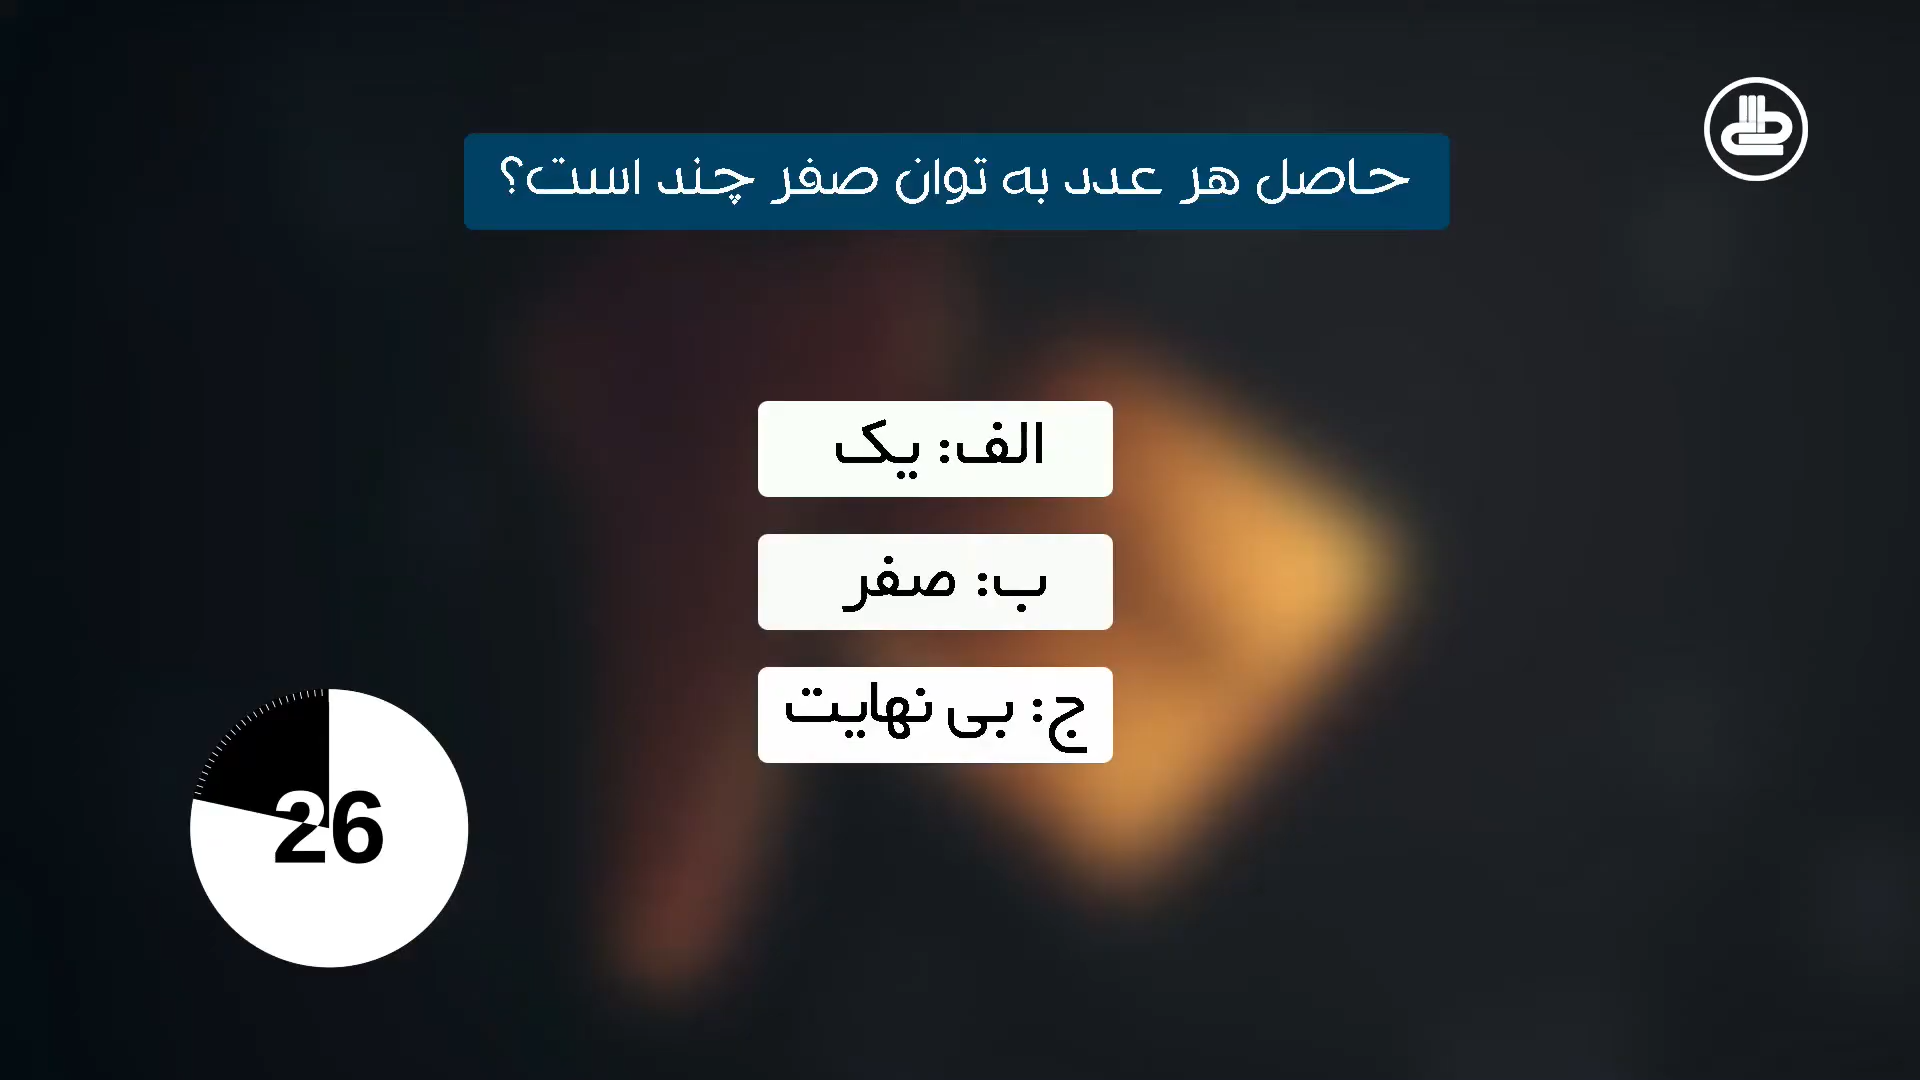 حاصل هر عدد به توان صفر چند است؟
الف: یک
ب: صفر
ج: بی نهایت
26